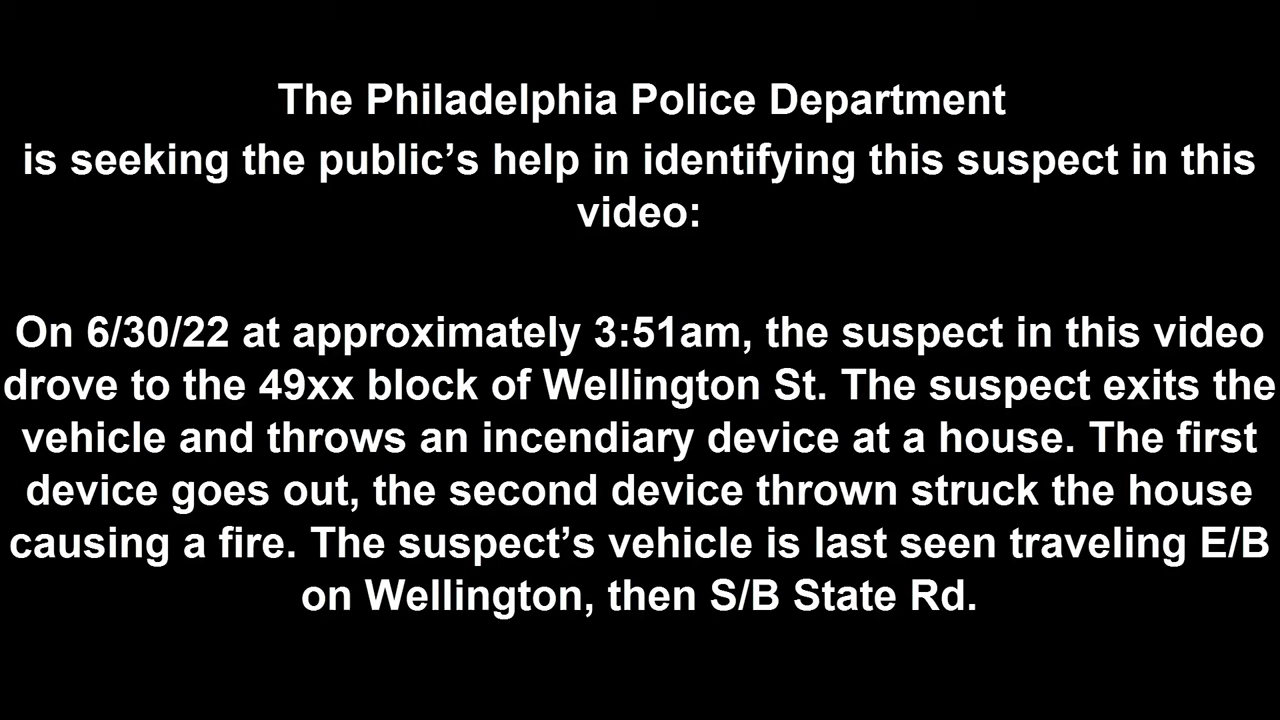 The Philadelphia Police Department
is seeking the public’s help in identifying this suspect in this
video:
On 6/30/22 at approximately 3:51am, the suspect in this video
drove to the 49xx block of Wellington St. The suspect exits the
vehicle and throws an incendiary device at a house. The first
device goes out, the second device thrown struck the house
causing a fire. The suspect’s vehicle is last seen traveling E/B
on Wellington, then S/B State Rd.